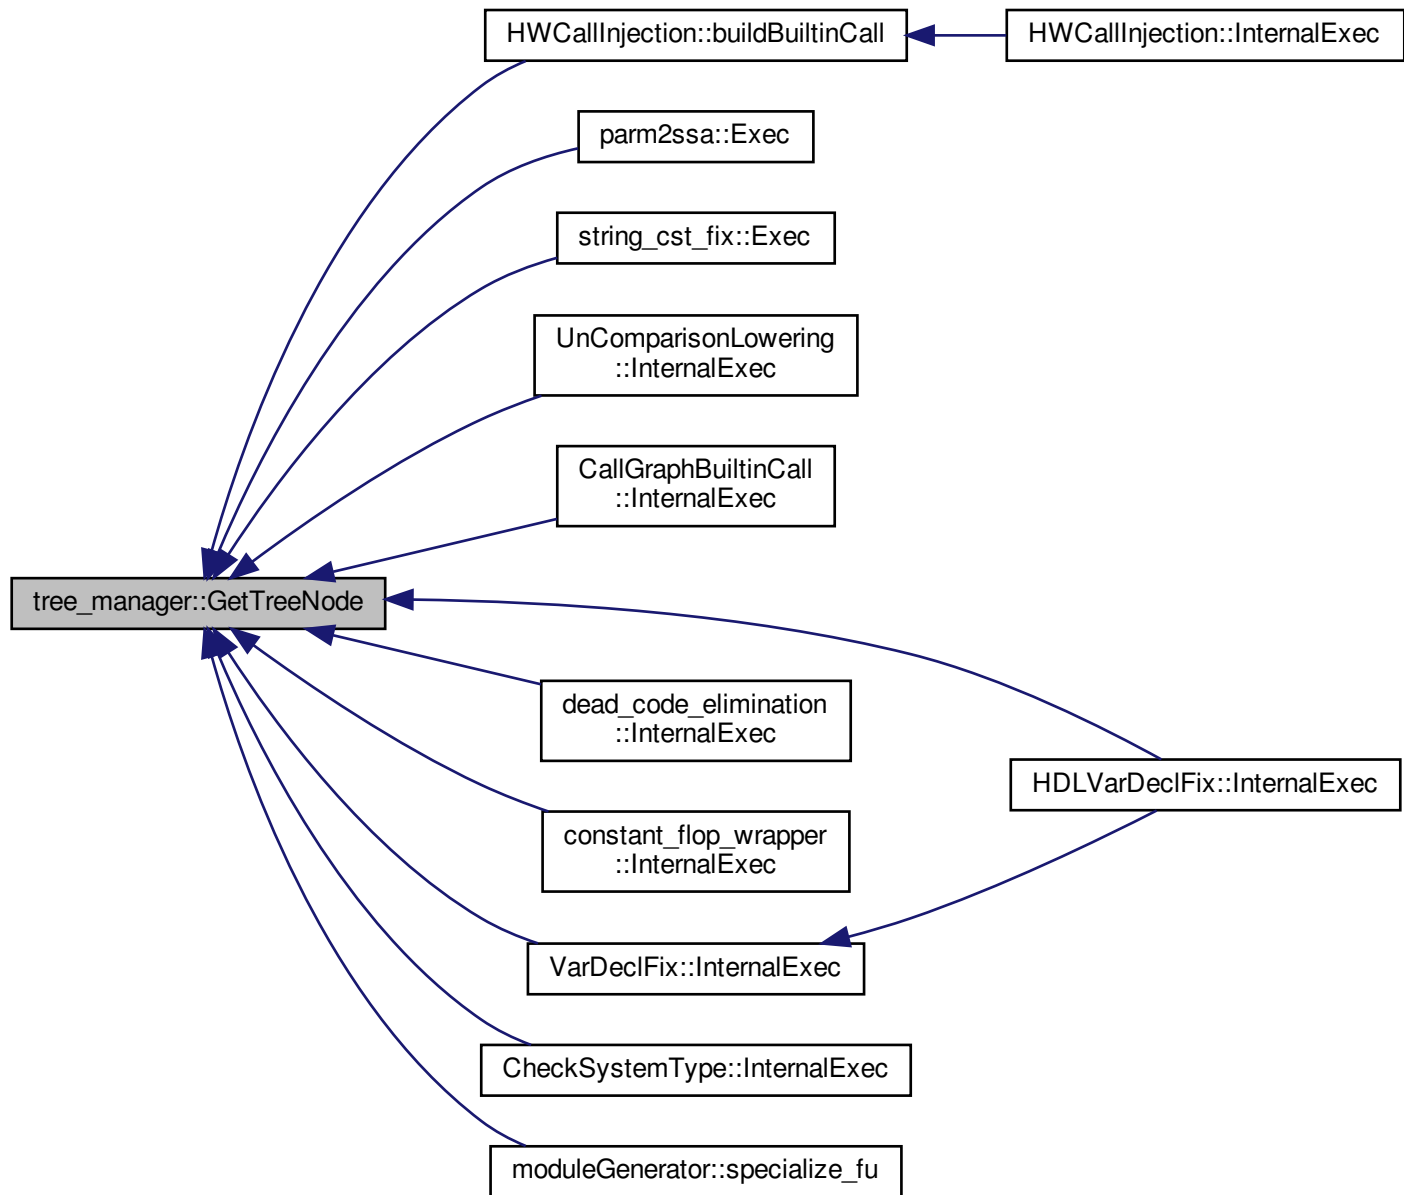 HWCallInjection::buildBuiltinCall
HWCallInjection::InternalExec
parm2ssa::Exec
string_cst_fix::Exec
UnComparisonLowering
::InternalExec
CallGraphBuiltinCall
::InternalExec
tree_manager::GetTreeNode
dead_code_elimination
::InternalExec
HDLVarDeclFix::InternalExec
constant_flop_wrapper
::InternalExec
VarDeclFix::InternalExec
CheckSystemType::InternalExec
moduleGenerator::specialize_fu